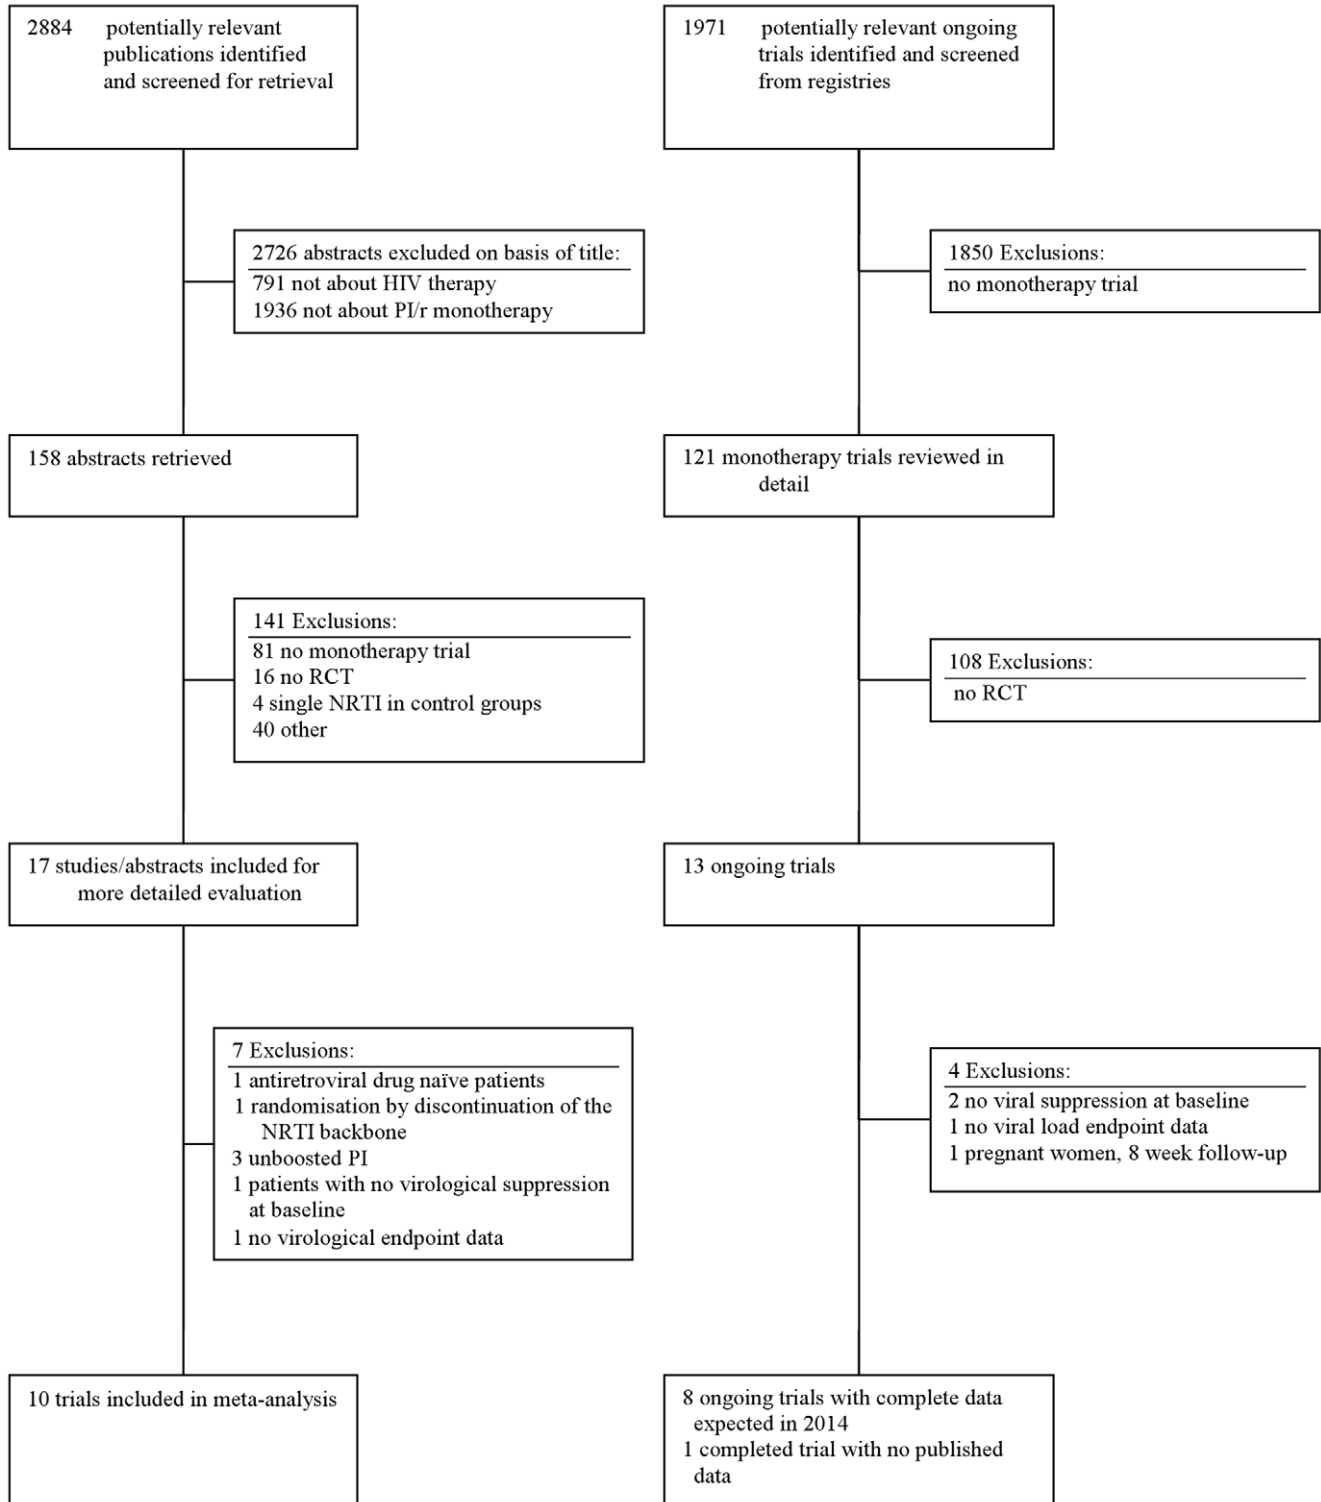 2884 potentially relevant
publications identified
and screened for retrieval
2726 abstracts excluded on basis of title:
791 not about HIV therapy
1936 not about PI/r monotherapy
158 abstracts retrieved
141 Exclusions:
81 no monotherapy trial
16 no RCT
4 single NRTI in control groups
40 other
17 studies/abstracts included for
more detailed evaluation
7 Exclusions:
1 antiretroviral drug naïve patients
1 randomisation by discontinuation of the
NRTI backbone
3 unboosted PI
1 patients with no virological suppression
at baseline
1 no virological endpoint data
10 trials included in meta-analysis
1971 potentially relevant ongoing
trials identified and screened
from registries
1850 Exclusions:
no monotherapy trial
121 monotherapy trials reviewed in
detail
108 Exclusions:
no RCT
13 ongoing trials
4 Exclusions:
2 no viral suppression at baseline
1 no viral load endpoint data
1 pregnant women, 8 week follow-up
8 ongoing trials with complete data
expected in 2014
1 completed trial with no published
data